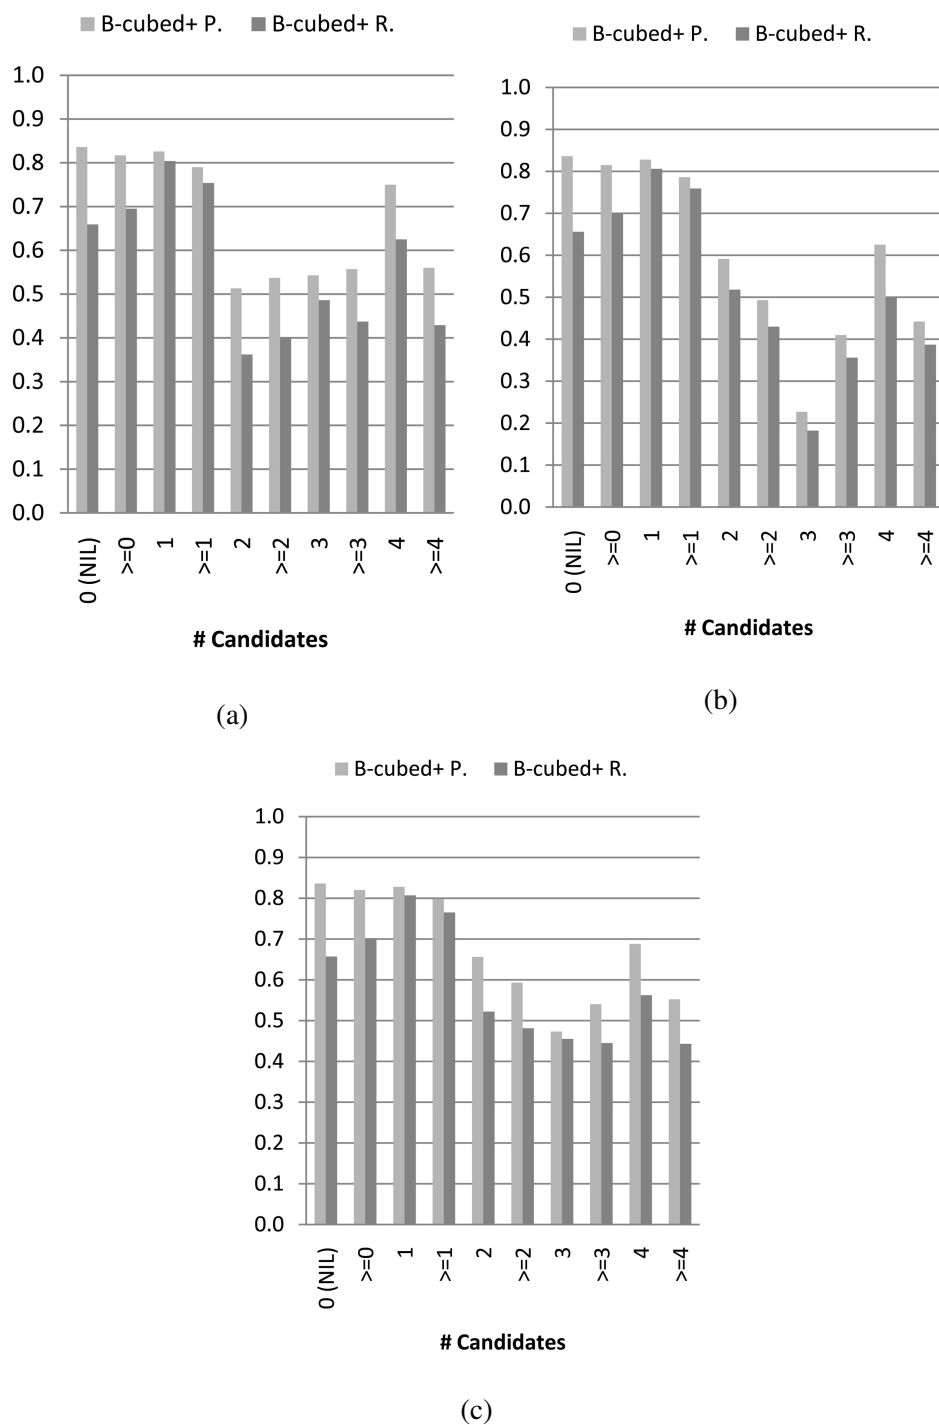 B-cubed+ P. B-cubed+ R.
1.0
0.9
0.8
0.7
0.6
0.5
0.4
0.3
0.2
0.1
0.0
0 (NIL) >=0 1 >=1 2 >=2 3 >=3 4 >=4
# Candidates
(a)
B-cubed+ P. B-cubed+ R.
1.0
0.9
0.8
0.7
0.6
0.5
0.4
0.3
0.2
0.1
0.0
0 (NIL) >=0 1 >=1 2 >=2 3 >=3 4 >=4
# Candidates
(b)
B-cubed+ P. B-cubed+ R.
1.0
0.9
0.8
0.7
0.6
0.5
0.4
0.3
0.2
0.1
0.0
0 (NIL) >=0 1 >=1 2 >=2 3 >=3 4 >=4
# Candidates
(c)